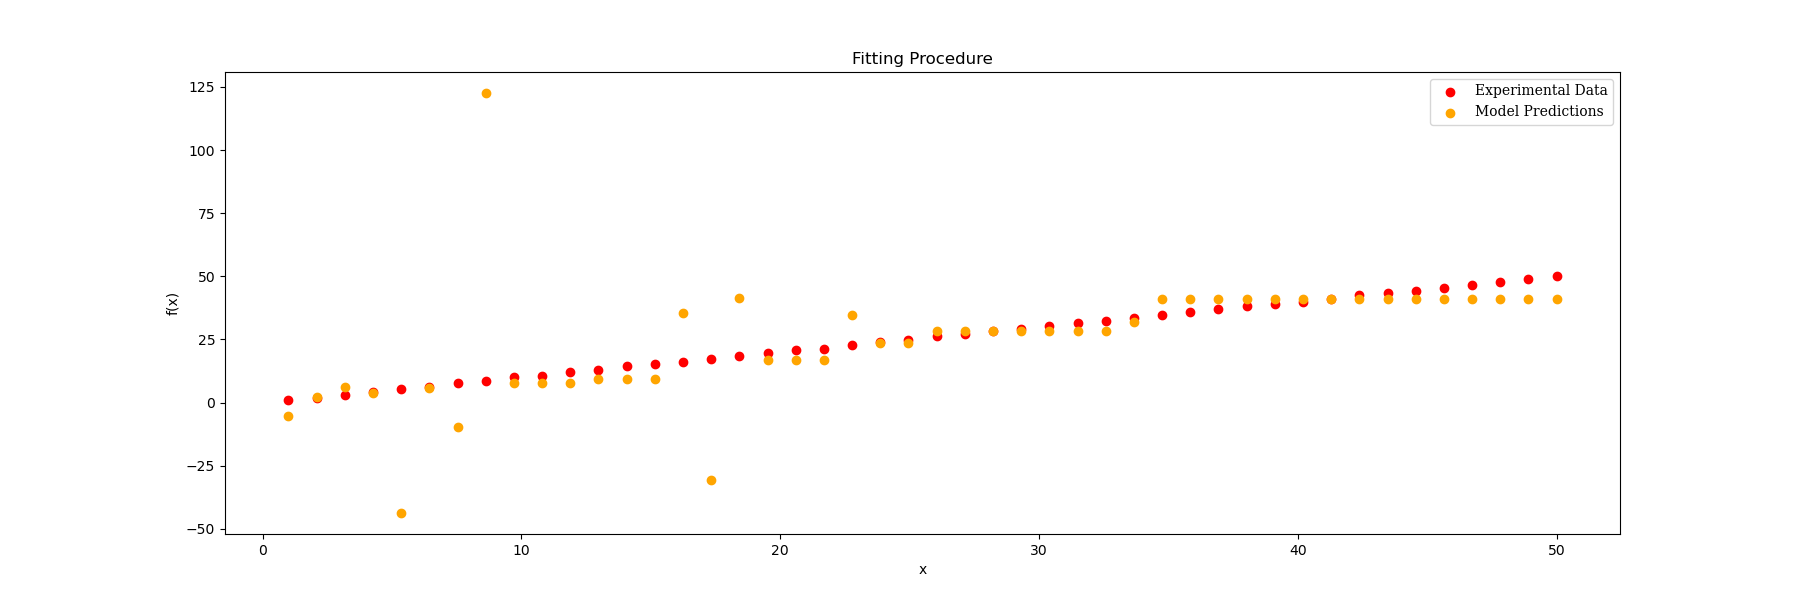 Fitting Procedure
Experimental Data
Model Predictions
125
100
75
50
25
0
−25
−50
f(x)
0 10 20 30 40 50
x